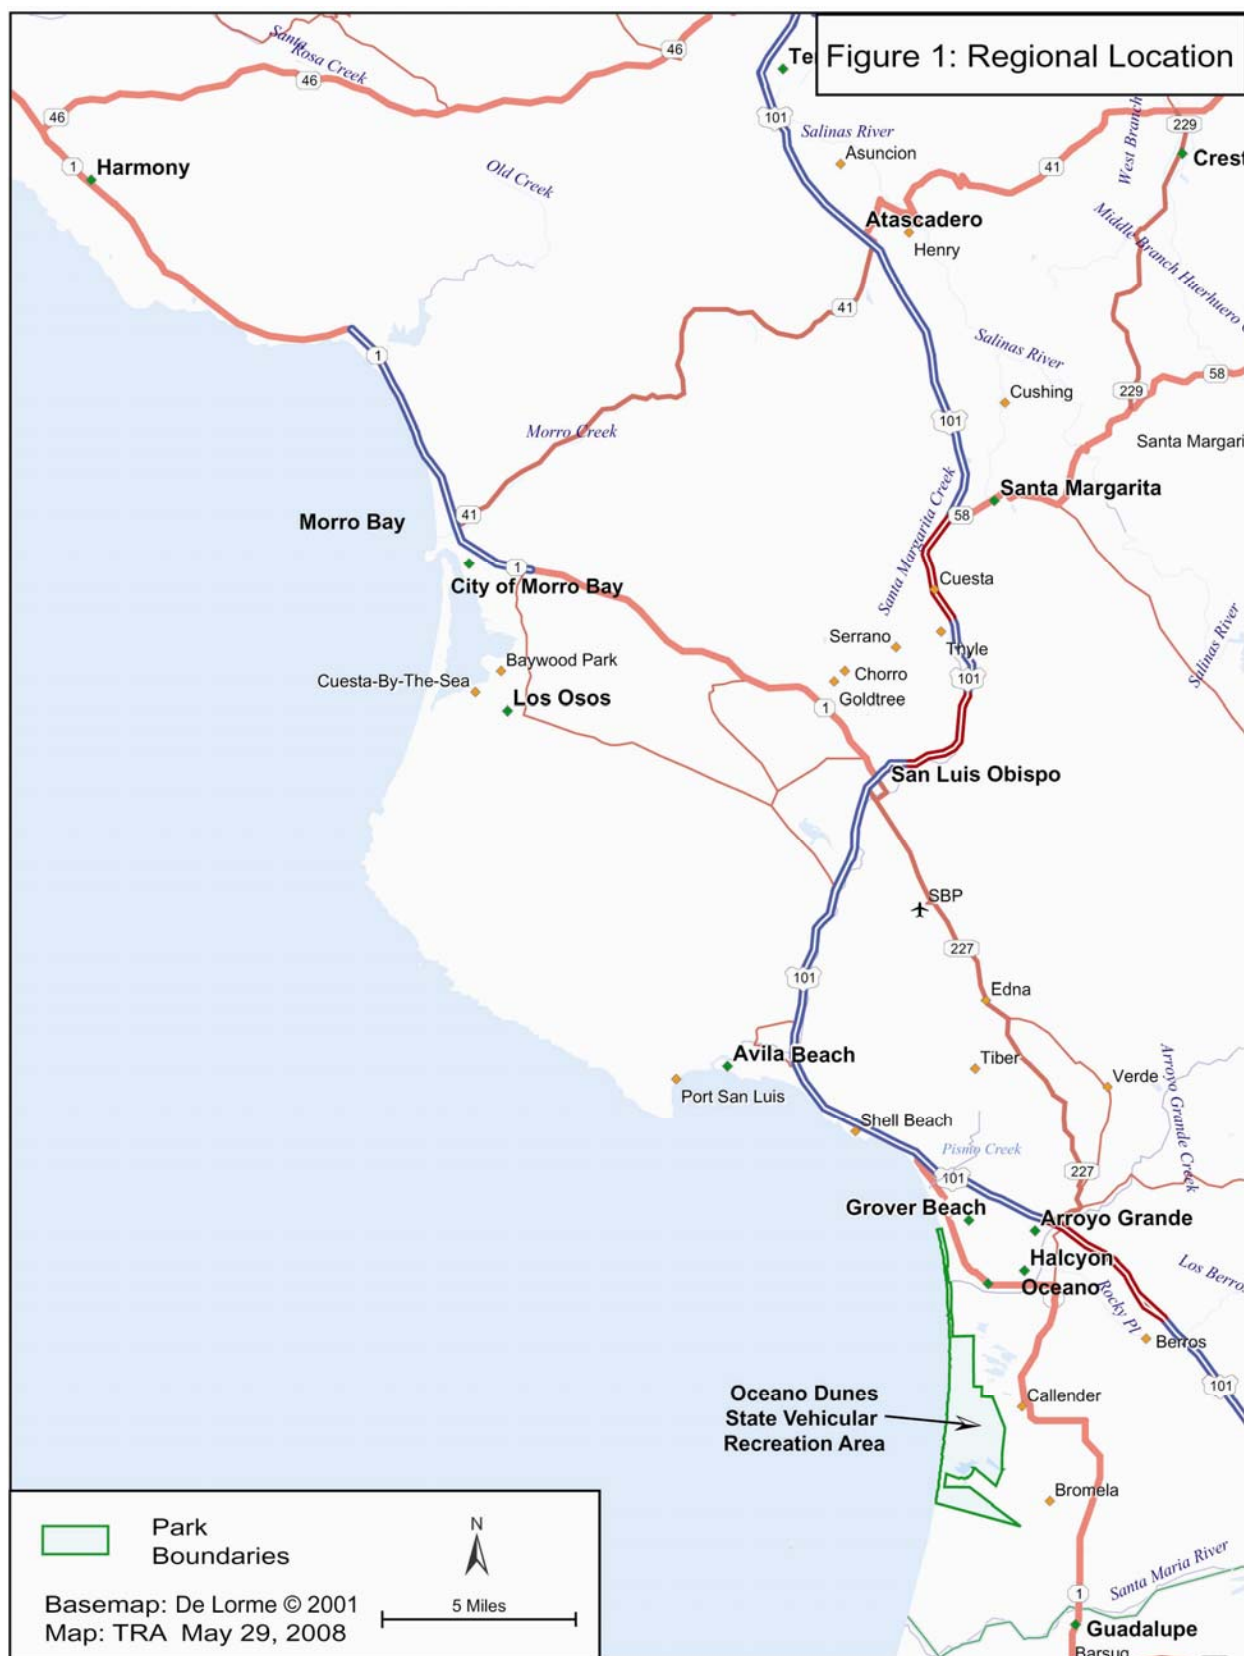 Figure 1: Regional Location
Santa
Rosa Creek
46
46
46
101
Salinas River
Asuncion
West Branch
229
1
Harmony
Old Creek
41
Atascadero
Henry
Middle Branch Huerhuero
41
1
Salinas River
58
229
Cushing
101
Morro Creek
Santa Margarita
41
Morro Bay
58
Santa Margarita Creek
1
City of Morro Bay
Cuesta
Serrano
Thyle
Salinas River
Baywood Park
Chorro
101
Cuesta-By-The-Sea
Goldtree
Los Osos
1
San Luis Obispo
SBP
227
101
Edna
Avila Beach
Tiber
Verde
Arroyo Grande Creek
Port San Luis
Shell Beach
Pismo Creek
101
227
Grover Beach
Arroyo Grande
Halcyon
Oceano
Rocky Pl
Los Berros
Berros
101
Oceano Dunes
State Vehicular
Recreation Area
Callender
Bromela
Santa Maria River
1
Guadalupe
Barsug
Park
Boundaries
N
Basemap: De Lorme © 2001
Map: TRA May 29, 2008
5 Miles